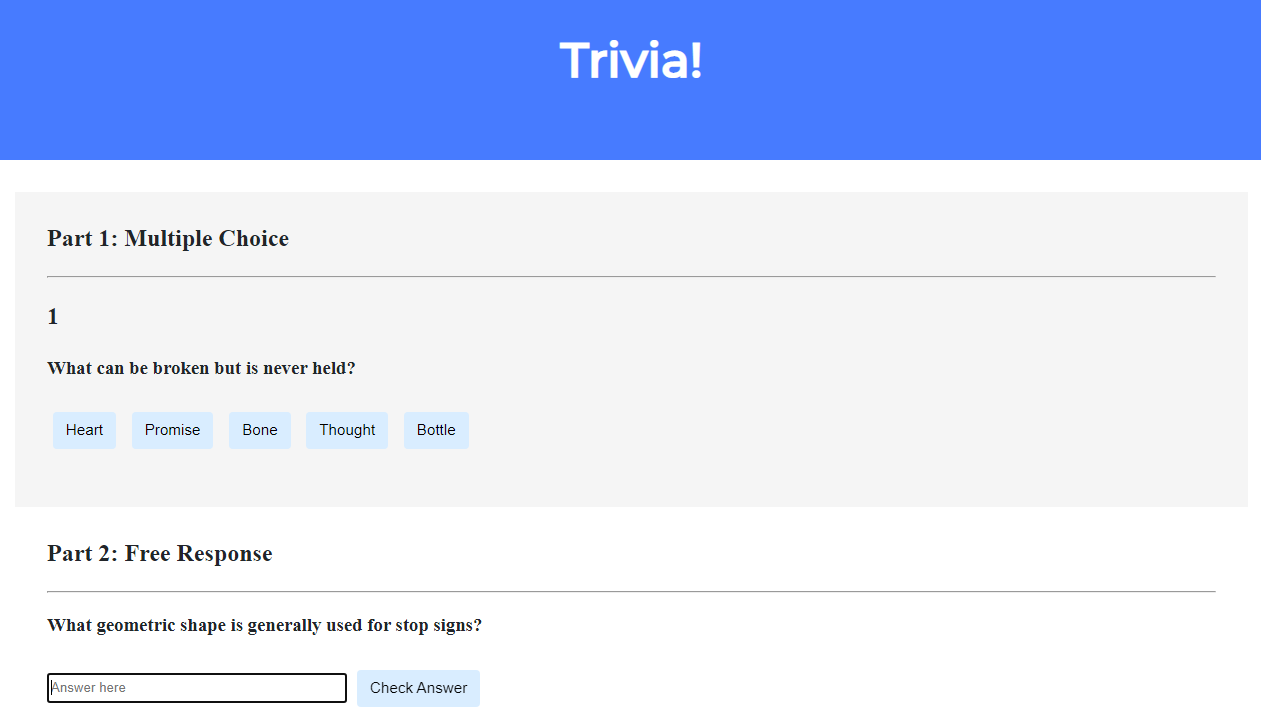 Trivia!
Part 1: Multiple Choice
1
What can be broken but is never held?
Heart Promise Bone Thought Bottle
Part 2: Free Response
What geometric shape is generally used for stop signs?
Answer here Check Answer